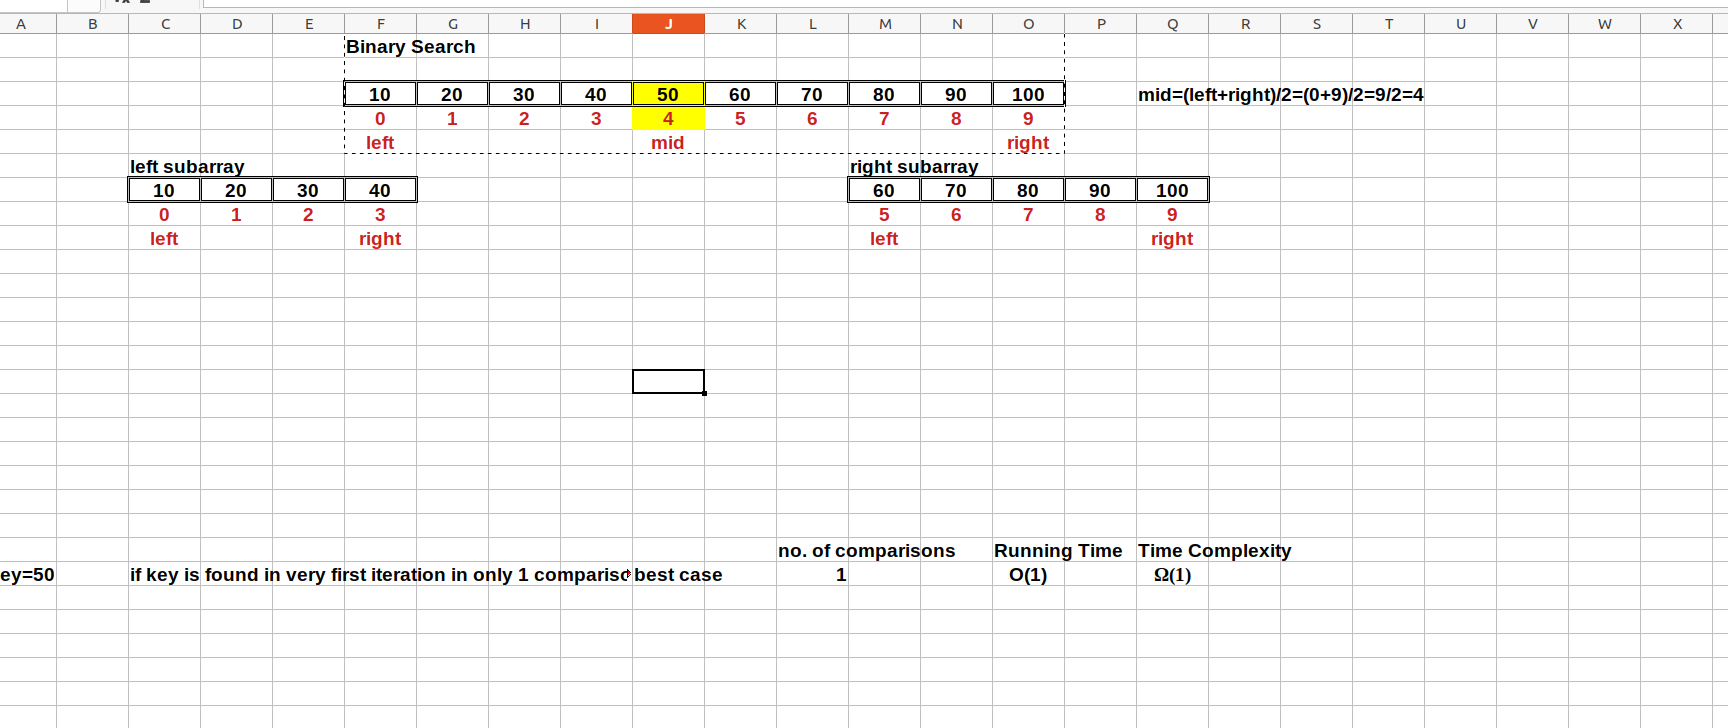 A B C D E F G H I J K L M N O P Q R S T U V W X
Binary Search
10 20 30 40 50 60 70 80 90 100 mid=(left+right)/2=(0+9)/2=9/2=4
0 1 2 3 4 5 6 7 8 9
left mid right
left subarray right subarray
10 20 30 40 60 70 80 90 100
0 1 2 3 5 6 7 8 9
left right left right
no. of comparisons Running Time Time Complexity
ey=50 if key is found in very first iteration in only 1 compariso best case 1 O(1) Ω(1)